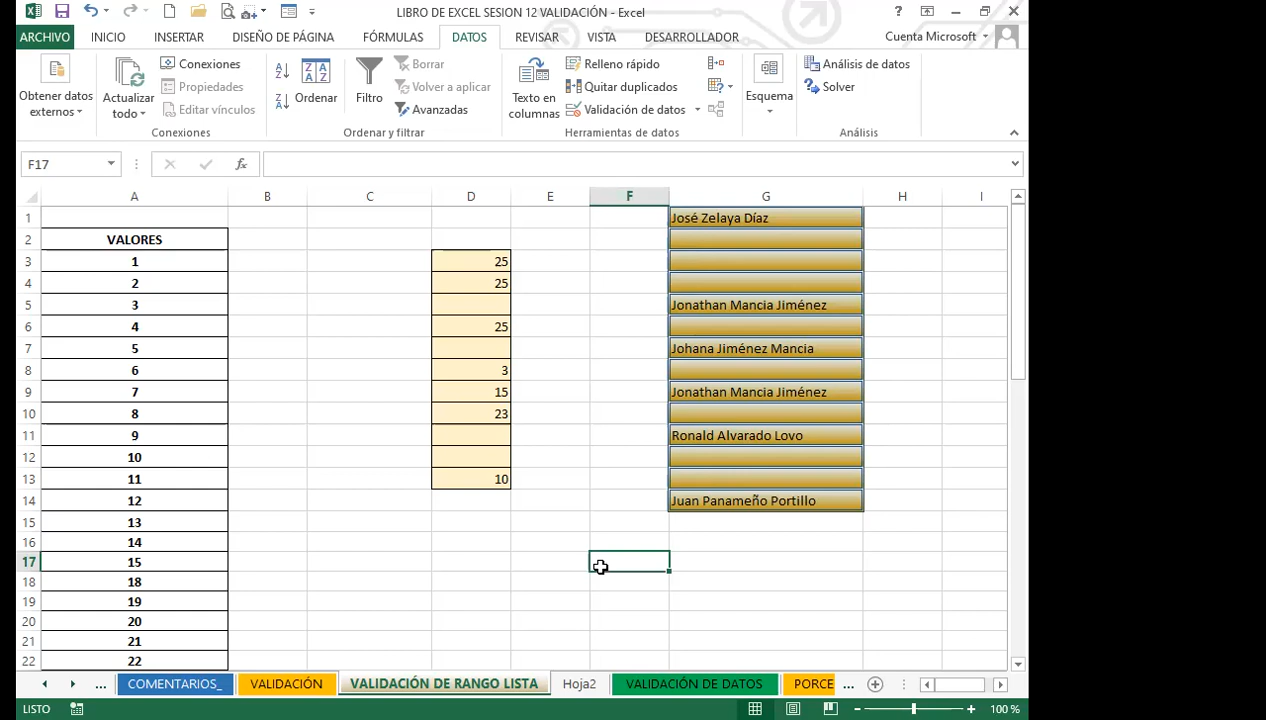 LIBRO DE EXCEL SESION 12 VALIDACIÓN - Excel
ARCHIVO INICIO INSERTAR DISEÑO DE PÁGINA FÓRMULAS DATOS REVISAR VISTA DESARROLLADOR Cuenta Microsoft
Obtener datos externos
Actualizar todo
Conexiones
Propiedades
Editar vínculos
Conexiones
Ordenar
Filtro
Borrar
Volver a aplicar
Avanzadas
Ordenar y filtrar
Texto en columnas
Relleno rápido
Quitar duplicados
Validación de datos
Herramientas de datos
Esquema
Análisis de datos
Solver
Análisis
F17 fx
A B C D E F G H I
1 José Zelaya Díaz
2 VALORES
3 1 25
4 2 25
5 3 Jonathan Mancia Jiménez
6 4 25
7 5 Johana Jiménez Mancia
8 6 3
9 7 15 Jonathan Mancia Jiménez
10 8 23
11 9 Ronald Alvarado Lovo
12 10
13 11 10
14 12 Juan Panameño Portillo
15 13
16 14
17 15
18 18
19 19
20 20
21 21
22 22
... COMENTARIOS_ VALIDACIÓN VALIDACIÓN DE RANGO LISTA Hoja2 VALIDACIÓN DE DATOS PORCE ...
LISTO 100 %